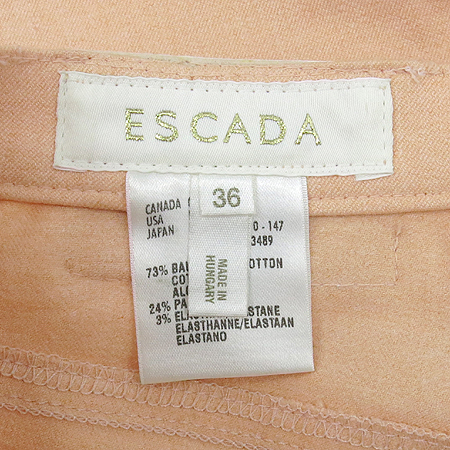 ESCADA
36
MADE IN
HUNGARY
CANADA
USA
JAPAN
0-147
3489
73% COTTON
24%
3%
ELASTHANNE/ELASTAAN
ELASTANO